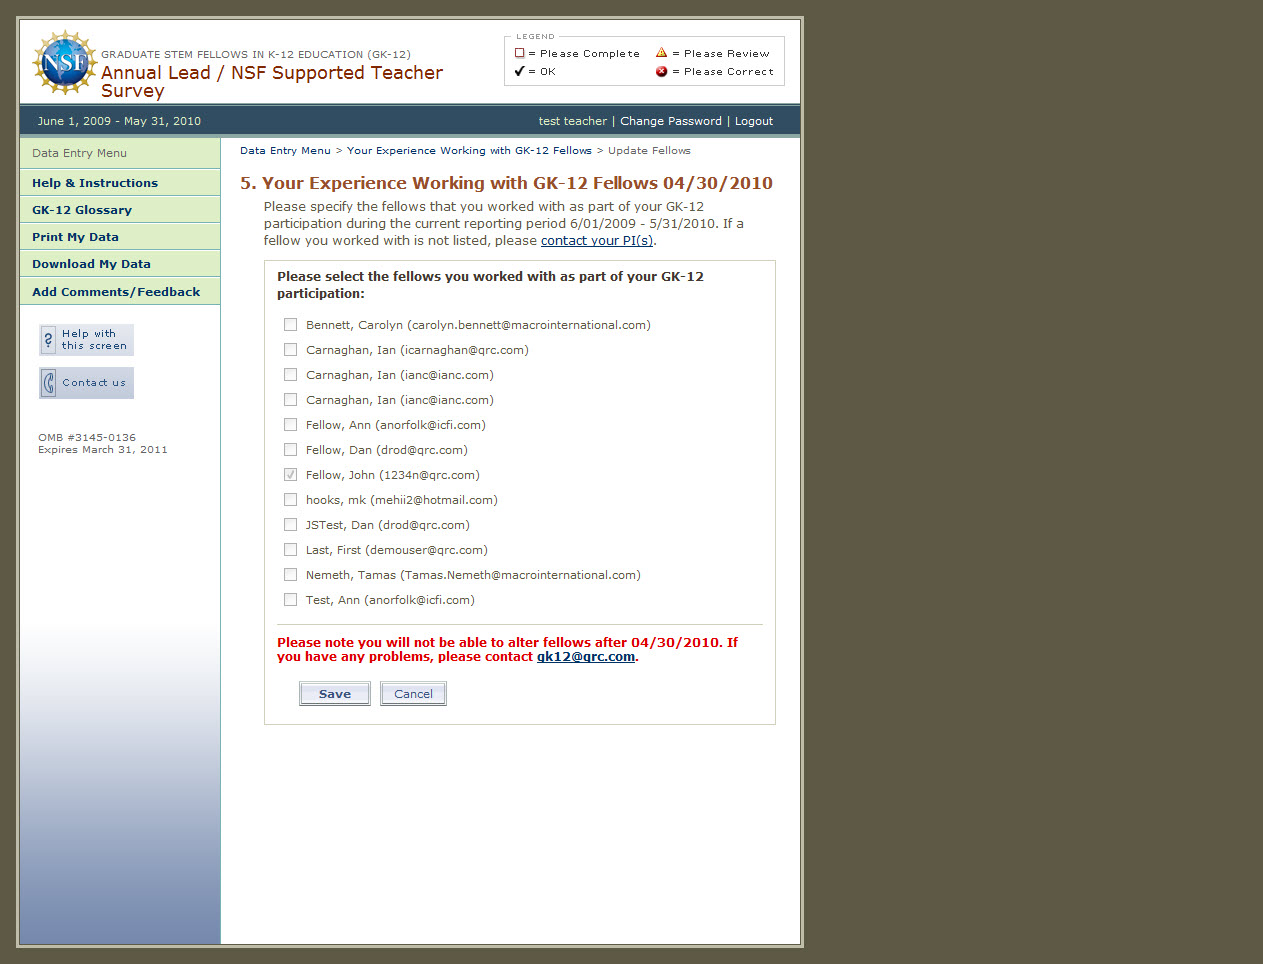 NSF
GRADUATE STEM FELLOWS IN K-12 EDUCATION (GK-12)
Annual Lead / NSF Supported Teacher
Survey
LEGEND
= Please Complete
= Please Review
= OK
= Please Correct
June 1, 2009 - May 31, 2010
test teacher | Change Password | Logout
Data Entry Menu
Help & Instructions
GK-12 Glossary
Print My Data
Download My Data
Add Comments/Feedback
? Help with
this screen
Contact us
OMB #3145-0136
Expires March 31, 2011
Data Entry Menu > Your Experience Working with GK-12 Fellows > Update Fellows
5. Your Experience Working with GK-12 Fellows 04/30/2010
Please specify the fellows that you worked with as part of your GK-12
participation during the current reporting period 6/01/2009 - 5/31/2010. If a
fellow you worked with is not listed, please contact your PI(s).
Please select the fellows you worked with as part of your GK-12
participation:
Bennett, Carolyn (carolyn.bennett@macrointernational.com)
Carnaghan, Ian (icarnaghan@qrc.com)
Carnaghan, Ian (ianc@ianc.com)
Carnaghan, Ian (ianc@ianc.com)
Fellow, Ann (anorfolk@icfi.com)
Fellow, Dan (drod@qrc.com)
Fellow, John (1234n@qrc.com)
hooks, mk (mehii2@hotmail.com)
JSTest, Dan (drod@qrc.com)
Last, First (demouser@qrc.com)
Nemeth, Tamas (Tamas.Nemeth@macrointernational.com)
Test, Ann (anorfolk@icfi.com)
Please note you will not be able to alter fellows after 04/30/2010. If
you have any problems, please contact gk12@qrc.com.
Save
Cancel